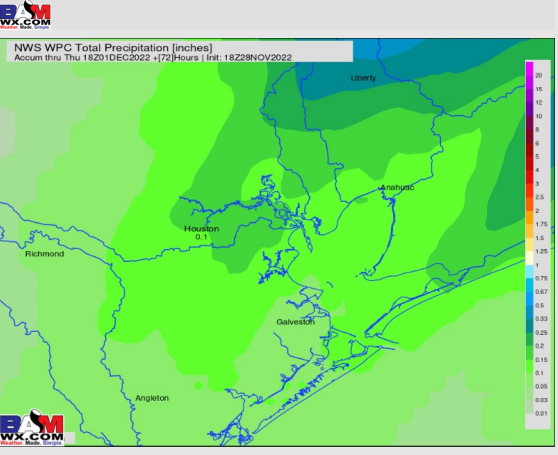 BAM
WX.COM
Weather Made. Simple.
NWS WPC Total Precipitation [inches]
Accum thru Thu 18Z01DEC2022 +[72]Hours | Init: 18Z28NOV2022
Liberty
Anahuac
Houston
0.1
Richmond
Galveston
Angleton
20
15
12
10
8
6
5
4
3
2.5
2
1.75
1.5
1.25
1
0.75
0.67
0.5
0.33
0.25
0.2
0.15
0.1
0.05
0.03
0.01
BAM
WX.COM
Weather Made. Simple.